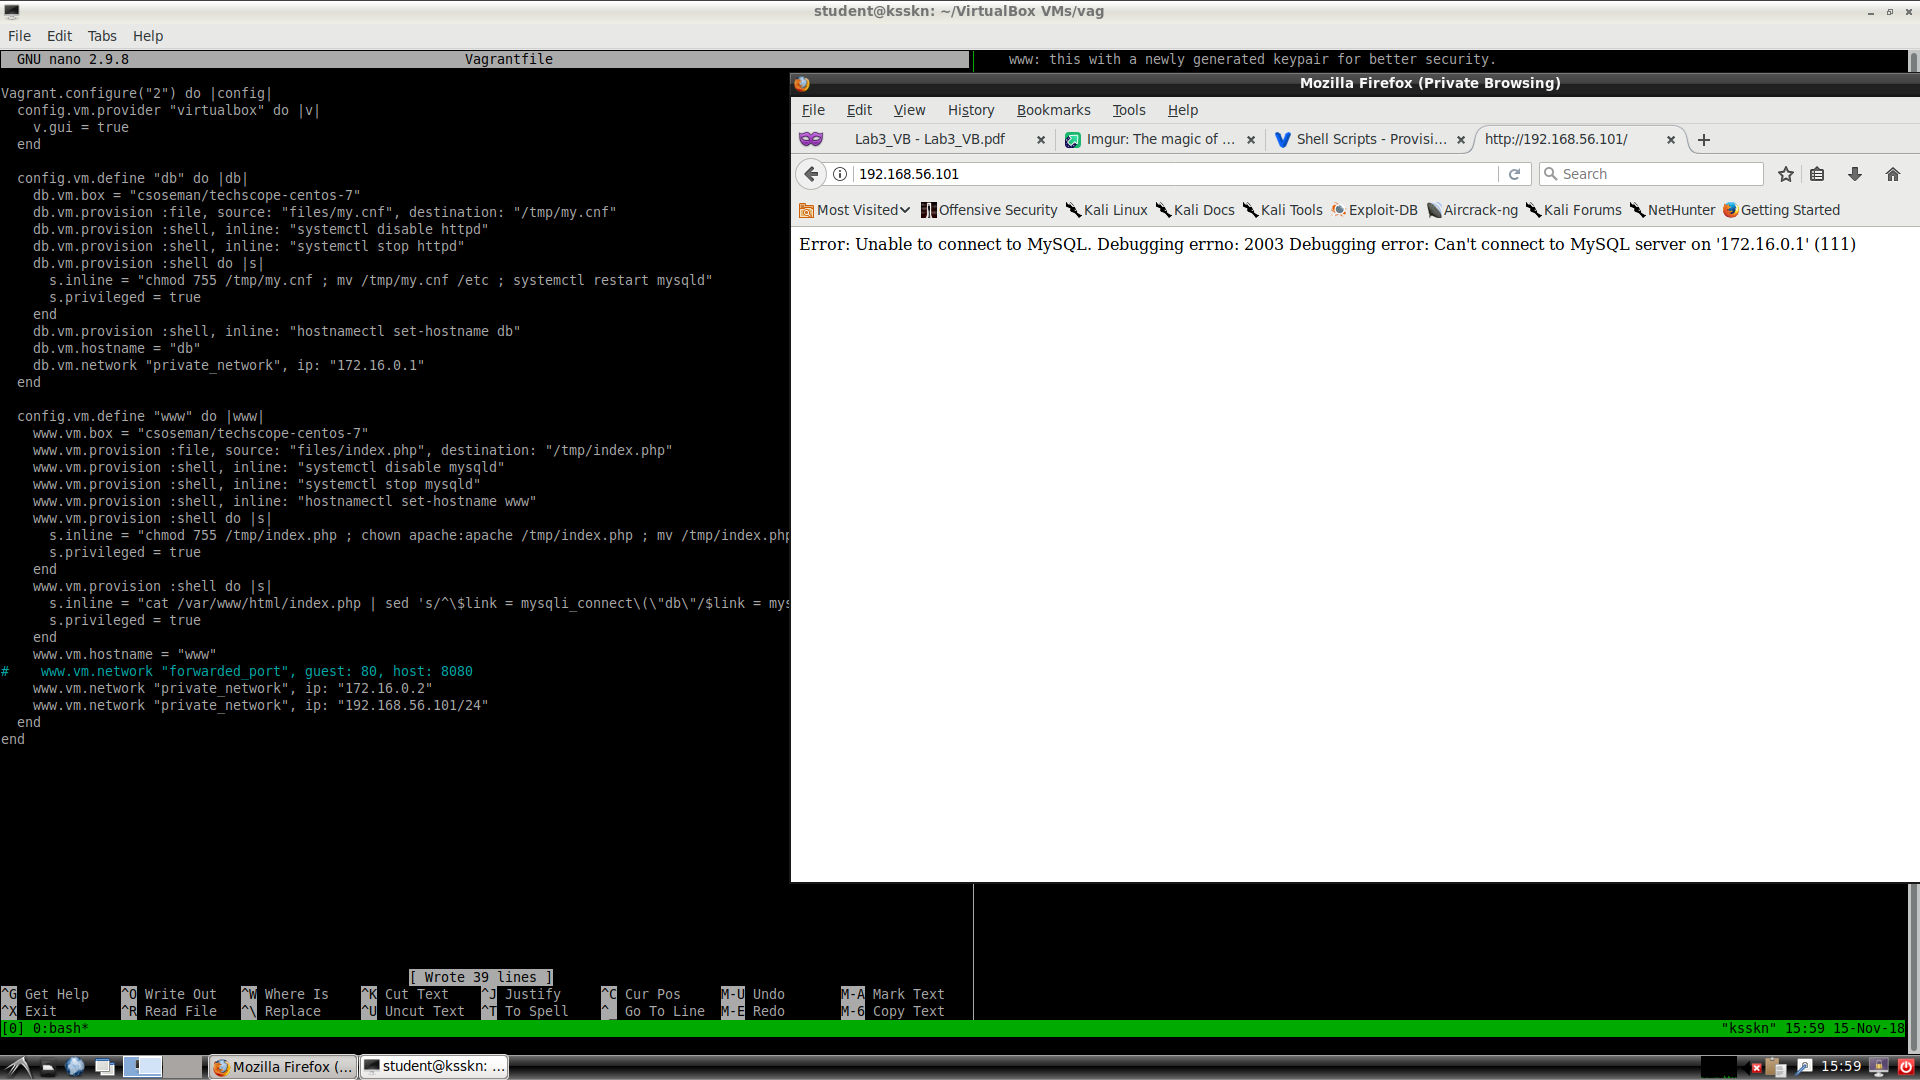 student@ksskn: ~/VirtualBox VMs/vag
File Edit Tabs Help
GNU nano 2.9.8 Vagrantfile
Vagrant.configure("2") do |config|
  config.vm.provider "virtualbox" do |v|
    v.gui = true
  end
  config.vm.define "db" do |db|
    db.vm.box = "csoseman/techscope-centos-7"
    db.vm.provision :file, source: "files/my.cnf", destination: "/tmp/my.cnf"
    db.vm.provision :shell, inline: "systemctl disable httpd"
    db.vm.provision :shell, inline: "systemctl stop httpd"
    db.vm.provision :shell do |s|
      s.inline = "chmod 755 /tmp/my.cnf ; mv /tmp/my.cnf /etc ; systemctl restart mysqld"
      s.privileged = true
    end
    db.vm.provision :shell, inline: "hostnamectl set-hostname db"
    db.vm.hostname = "db"
    db.vm.network "private_network", ip: "172.16.0.1"
  end
  config.vm.define "www" do |www|
    www.vm.box = "csoseman/techscope-centos-7"
    www.vm.provision :file, source: "files/index.php", destination: "/tmp/index.php"
    www.vm.provision :shell, inline: "systemctl disable mysqld"
    www.vm.provision :shell, inline: "systemctl stop mysqld"
    www.vm.provision :shell, inline: "hostnamectl set-hostname www"
    www.vm.provision :shell do |s|
      s.inline = "chmod 755 /tmp/index.php ; chown apache:apache /tmp/index.php ; mv /tmp/index.php
      s.privileged = true
    end
    www.vm.provision :shell do |s|
      s.inline = "cat /var/www/html/index.php | sed 's/^\$link = mysqli_connect\(\"db\"/$link = mys
      s.privileged = true
    end
    www.vm.hostname = "www"
#    www.vm.network "forwarded_port", guest: 80, host: 8080
    www.vm.network "private_network", ip: "172.16.0.2"
    www.vm.network "private_network", ip: "192.168.56.101/24"
  end
end
[ Wrote 39 lines ]
^G Get Help ^O Write Out ^W Where Is ^K Cut Text ^J Justify ^C Cur Pos M-U Undo M-A Mark Text
^X Exit ^R Read File ^\ Replace ^U Uncut Text ^T To Spell ^_ Go To Line M-E Redo M-6 Copy Text
www: this with a newly generated keypair for better security.
Mozilla Firefox (Private Browsing)
File Edit View History Bookmarks Tools Help
Lab3_VB - Lab3_VB.pdf Imgur: The magic of ... Shell Scripts - Provisi... http://192.168.56.101/
192.168.56.101 Search
Most Visited Offensive Security Kali Linux Kali Docs Kali Tools Exploit-DB Aircrack-ng Kali Forums NetHunter Getting Started
Error: Unable to connect to MySQL. Debugging errno: 2003 Debugging error: Can't connect to MySQL server on '172.16.0.1' (111)
[0] 0:bash* "ksskn" 15:59 15-Nov-18
Mozilla Firefox (... student@ksskn: ... 15:59